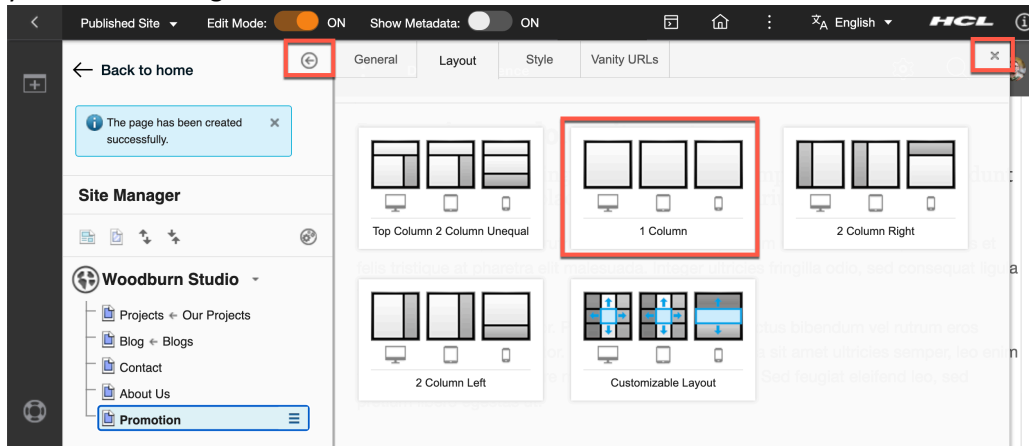 Published Site
Edit Mode: ON
Show Metadata: ON
English
HCL
Back to home
General
Layout
Style
Vanity URLs
The page has been created
successfully.
Site Manager
Top Column 2 Column Unequal
1 Column
2 Column Right
Woodburn Studio
Projects ← Our Projects
Blog ← Blogs
Contact
About Us
Promotion
2 Column Left
Customizable Layout